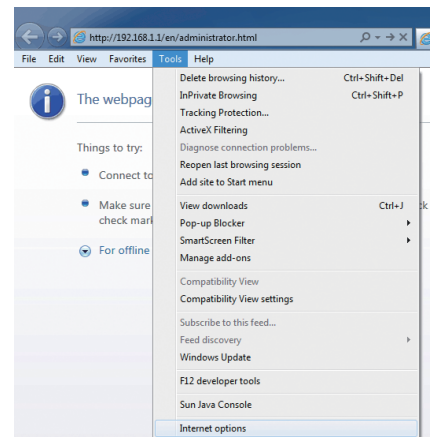 http://192.168.1.1/en/administrator.html
File Edit View Favorites Tools Help
Delete browsing history... Ctrl+Shift+Del
InPrivate Browsing Ctrl+Shift+P
Tracking Protection...
ActiveX Filtering
Diagnose connection problems...
Reopen last browsing session
Add site to Start menu
View downloads Ctrl+J
Pop-up Blocker
SmartScreen Filter
Manage add-ons
Compatibility View
Compatibility View settings
Subscribe to this feed...
Feed discovery
Windows Update
F12 developer tools
Sun Java Console
Internet options
The webpag
Things to try:
Connect to
Make sure
check mark
For offline